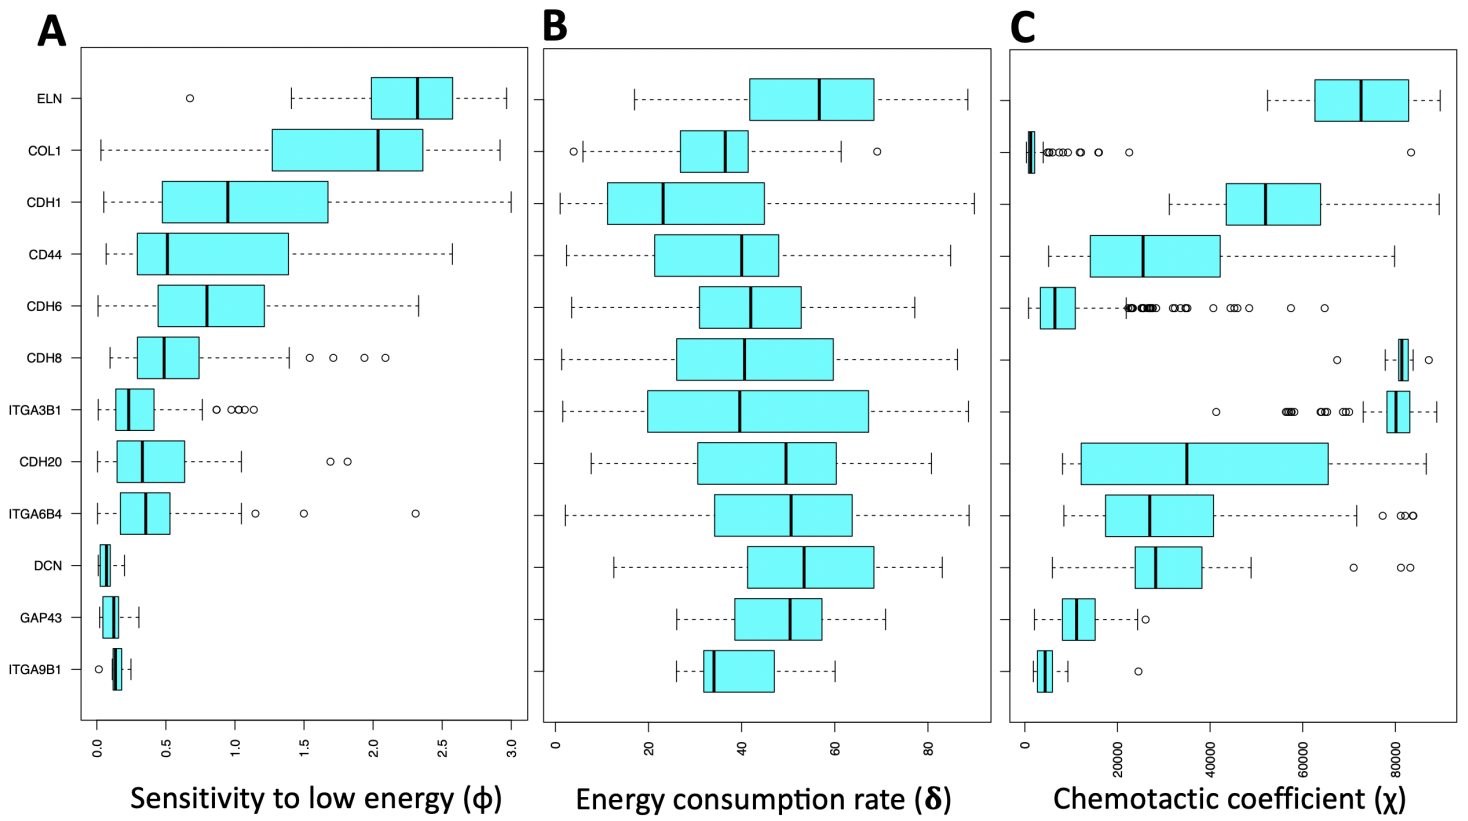 A
B
C
ELN
COL1
CDH1
CD44
CDH6
CDH8
ITGA3B1
CDH20
ITGA6B4
DCN
GAP43
ITGA9B1
0.0 0.5 1.0 1.5 2.0 2.5 3.0
0 20 40 60 80
0 20000 40000 60000 80000
Sensitivity to low energy (ϕ)
Energy consumption rate (δ)
Chemotactic coefficient (χ)